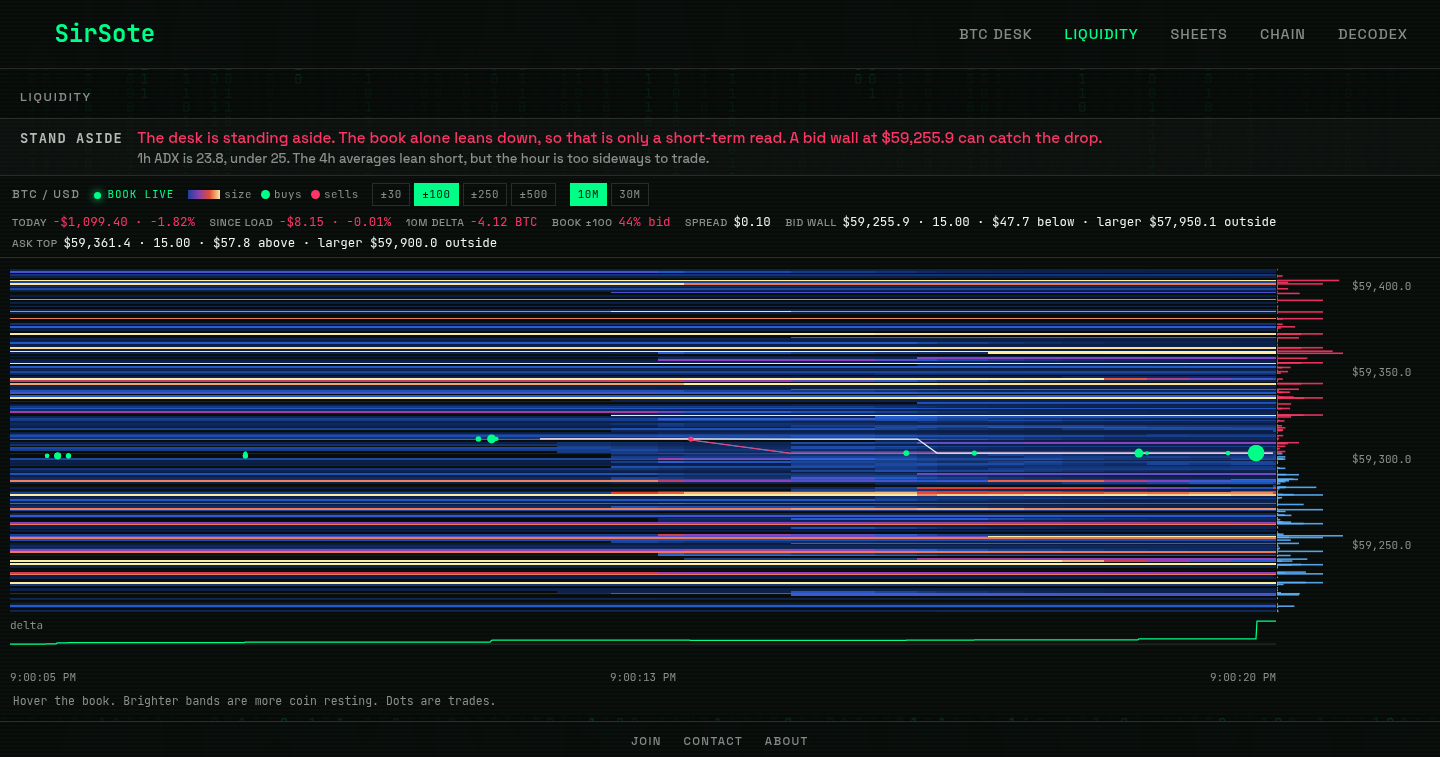 SirSote
BTC DESK LIQUIDITY SHEETS CHAIN DECODEX
LIQUIDITY
STAND ASIDE The desk is standing aside. The book alone leans down, so that is only a short-term read. A bid wall at $59,255.9 can catch the drop.
1h ADX is 23.8, under 25. The 4h averages lean short, but the hour is too sideways to trade.
BTC / USD BOOK LIVE size buys sells ±30 ±100 ±250 ±500 10M 30M
TODAY -$1,099.40 · -1.82% SINCE LOAD -$8.15 · -0.01% 10M DELTA -4.12 BTC BOOK ±100 44% bid SPREAD $0.10 BID WALL $59,255.9 · 15.00 · $47.7 below · larger $57,950.1 outside
ASK TOP $59,361.4 · 15.00 · $57.8 above · larger $59,900.0 outside
$59,400.0
$59,350.0
$59,300.0
$59,250.0
delta
9:00:05 PM 9:00:13 PM 9:00:20 PM
Hover the book. Brighter bands are more coin resting. Dots are trades.
JOIN CONTACT ABOUT